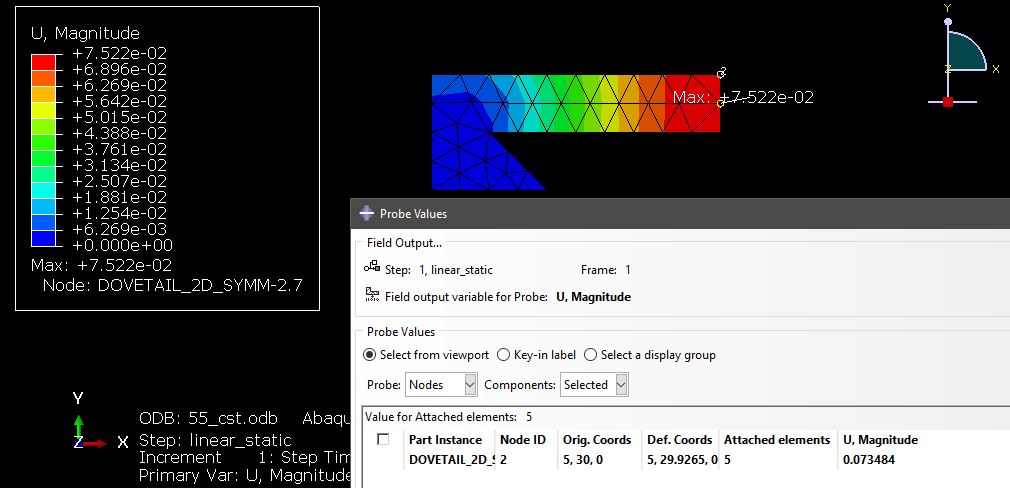 U, Magnitude
+7.522e-02
+6.896e-02
+6.269e-02
+5.642e-02
+5.015e-02
+4.388e-02
+3.761e-02
+3.134e-02
+2.507e-02
+1.881e-02
+1.254e-02
+6.269e-03
+0.000e+00
Max: +7.522e-02
Node: DOVETAIL_2D_SYMM-2.7
2
Max: +7.522e-02
Y
Z X
Probe Values
Field Output...
Step: 1, linear_static Frame: 1
Field output variable for Probe: U, Magnitude
Probe Values
Select from viewport Key-in label Select a display group
Probe: Nodes Components: Selected
Value for Attached elements: 5
Part Instance Node ID Orig. Coords Def. Coords Attached elements U, Magnitude
DOVETAIL_2D_S 2 5, 30, 0 5, 29.9265, 0 5 0.073484
Y
Z X
ODB: 55_cst.odb Abaqu
Step: linear_static
Increment 1: Step Tim
Primary Var: U, Magnitude